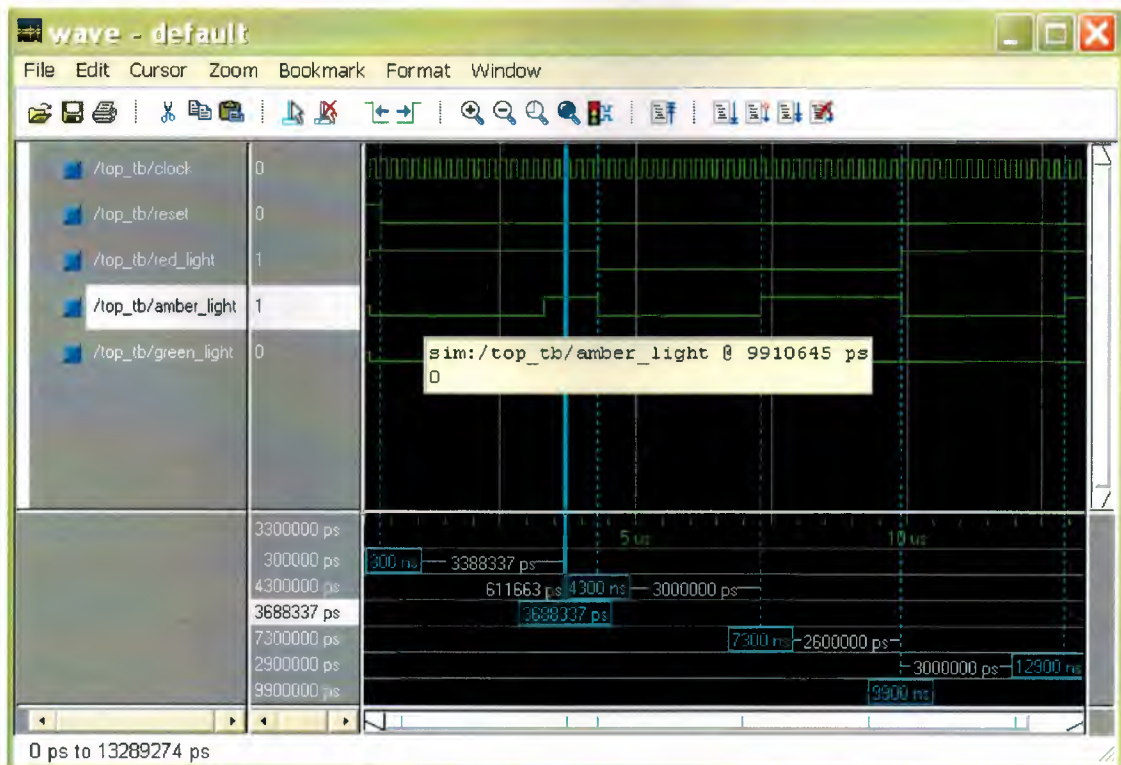 wave - default
File Edit Cursor Zoom Bookmark Format Window
/top_tb/clock 0
/top_tb/reset 0
/top_tb/red_light 1
/top_tb/amber_light 1
/top_tb/green_light 0
sim:/top_tb/amber_light @ 9910645 ps
0
3300000 ps 5 us 10 us
300000 ps 300 ns 3388337 ps
4300000 ps 611663 ps 4300 ns 3000000 ps
3688337 ps 3688337 ps
7300000 ps 7300 ns 2600000 ps
2900000 ps 3000000 ps 12900 ns
9900000 ps 9900 ns
0 ps to 13289274 ps